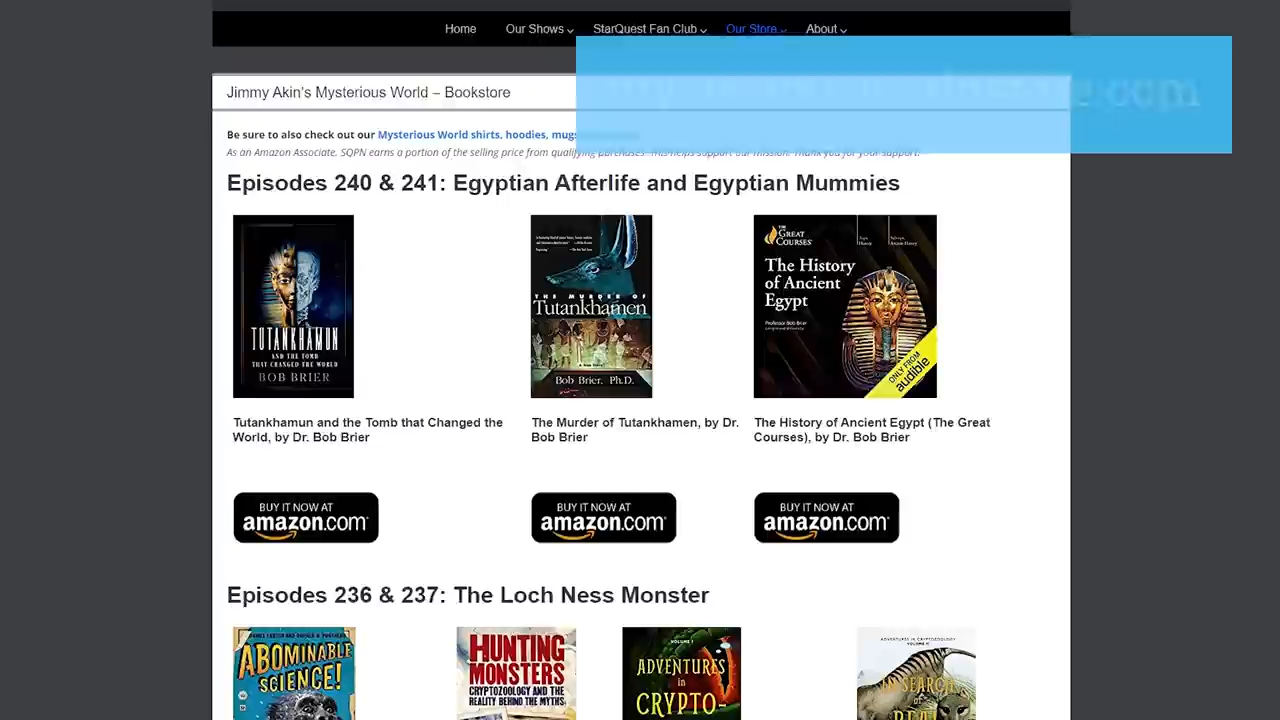 Home Our Shows StarQuest Fan Club Our Store About
Jimmy Akin's Mysterious World – Bookstore
Be sure to also check out our Mysterious World shirts, hoodies, mugs
As an Amazon Associate. SQPN earns a portion of the selling price from qualifying purchases. This helps support our mission. Thank you for your support.
Episodes 240 & 241: Egyptian Afterlife and Egyptian Mummies
TUTANKHAMUN
AND THE TOMB
THAT CHANGED THE WORLD
BOB BRIER
THE MURDER OF
Tutankhamen
Bob Brier, Ph.D.
THE
GREAT
COURSES
The History
of Ancient
Egypt
Professor Bob Brier
ONLY FROM
audible
Tutankhamun and the Tomb that Changed the
World, by Dr. Bob Brier
The Murder of Tutankhamen, by Dr.
Bob Brier
The History of Ancient Egypt (The Great
Courses), by Dr. Bob Brier
BUY IT NOW AT
amazon.com
BUY IT NOW AT
amazon.com
BUY IT NOW AT
amazon.com
Episodes 236 & 237: The Loch Ness Monster
ABOMINABLE
SCIENCE!
HUNTING
MONSTERS
CRYPTOZOOLOGY AND THE
REALITY BEHIND THE MYTHS
VOLUME I
ADVENTURES
in
CRYPTO-
ADVENTURES IN CRYPTOZOOLOGY
VOLUME II
IN SEARCH
of
REAL